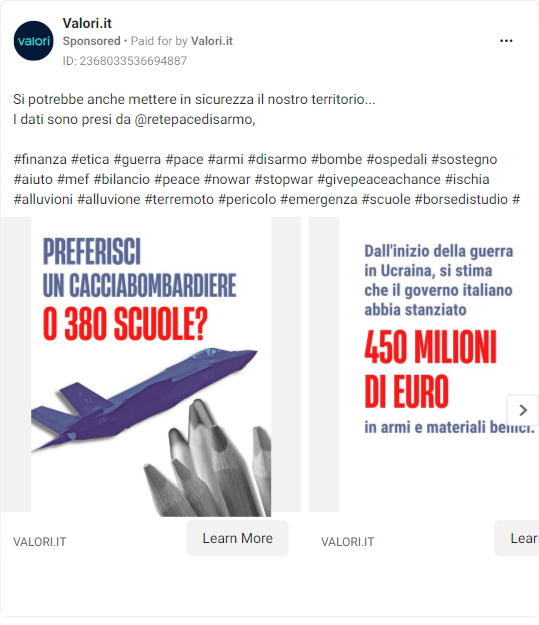 Valori.it
Sponsored • Paid for by Valori.it
ID: 2368033536694887
valori
Si potrebbe anche mettere in sicurezza il nostro territorio...
I dati sono presi da @retepacedisarmo,
#finanza #etica #guerra #pace #armi #disarmo #bombe #ospedali #sostegno
#aiuto #mef #bilancio #peace #nowar #stopwar #givepeaceachance #ischia
#alluvioni #alluvione #terremoto #pericolo #emergenza #scuole #borsedistudio #
PREFERISCI
UN CACCIABOMBARDIERE
O 380 SCUOLE?
VALORI.IT
Learn More
Dall'inizio della guerra
in Ucraina, si stima
che il governo italiano
abbia stanziato
450 MILIONI
DI EURO
in armi e materiali bellici.
VALORI.IT
Lear